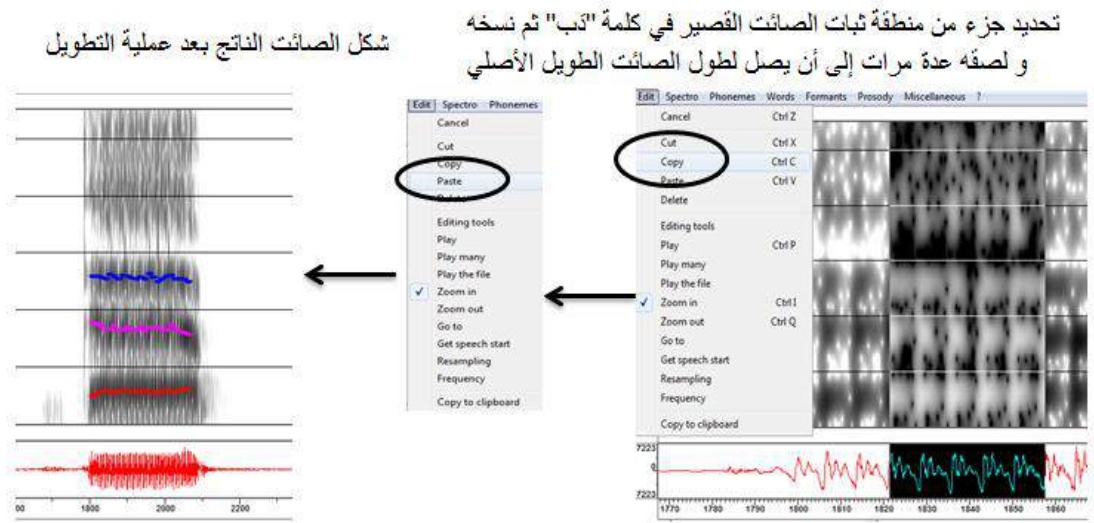 تحديد جزء من منطقة ثبات الصائت القصير في كلمة "ذب" ثم نسخه
و لصقه عدة مرات إلى أن يصل لطول الصائت الطويل الأصلي
شكل الصائت الناتج بعد عملية التطويل
Edit Spectro Phonemes Words Formants Prosody Miscellaneous ?
Cancel Ctrl Z
Cut Ctrl X
Copy Ctrl C
Paste Ctrl V
Delete
Editing tools
Play Ctrl P
Play many
Play the file
✓ Zoom in Ctrl I
Zoom out Ctrl Q
Go to
Get speech start
Resampling
Frequency
Copy to clipboard
7223
0
7223
1770 1780 1790 1800 1810 1820 1830 1840 1850 1860
Edit Spectro Phonemes
Cancel
Cut
Copy
Paste
Delete
Editing tools
Play
Play many
Play the file
✓ Zoom in
Zoom out
Go to
Get speech start
Resampling
Frequency
Copy to clipboard
00 1800 2000 2200